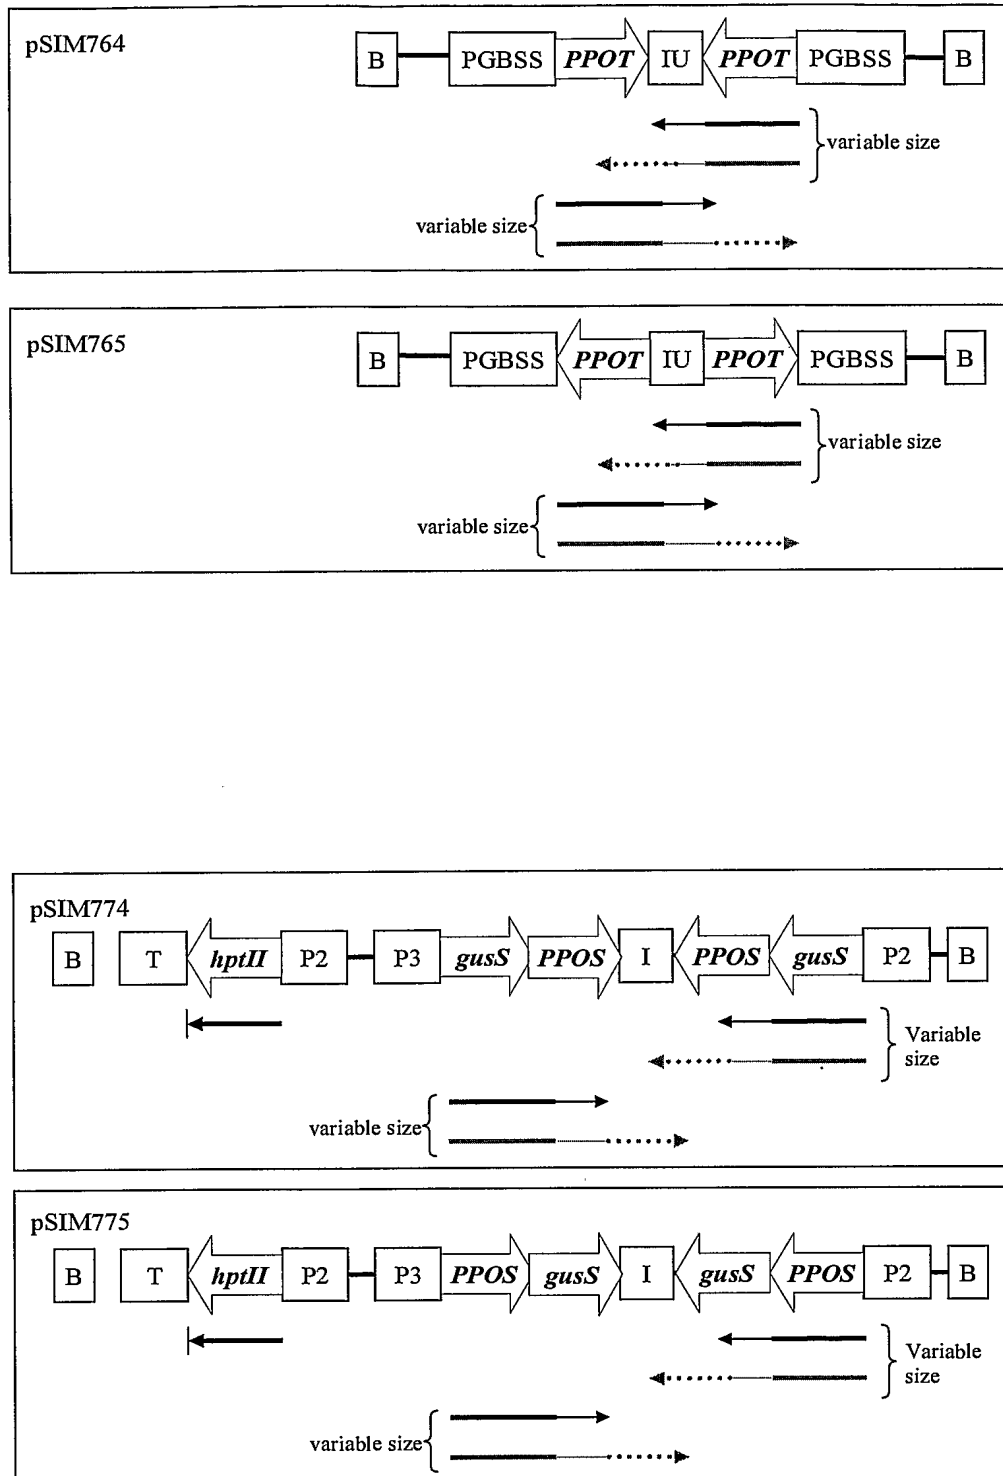 pSIM764
B PGBSS PPOT IU PPOT PGBSS B
variable size
variable size
pSIM765
B PGBSS PPOT IU PPOT PGBSS B
variable size
variable size
pSIM774
B T hptII P2 P3 gusS PPOS I PPOS gusS P2 B
Variable
size
variable size
pSIM775
B T hptII P2 P3 PPOS gusS I gusS PPOS P2 B
Variable
size
variable size